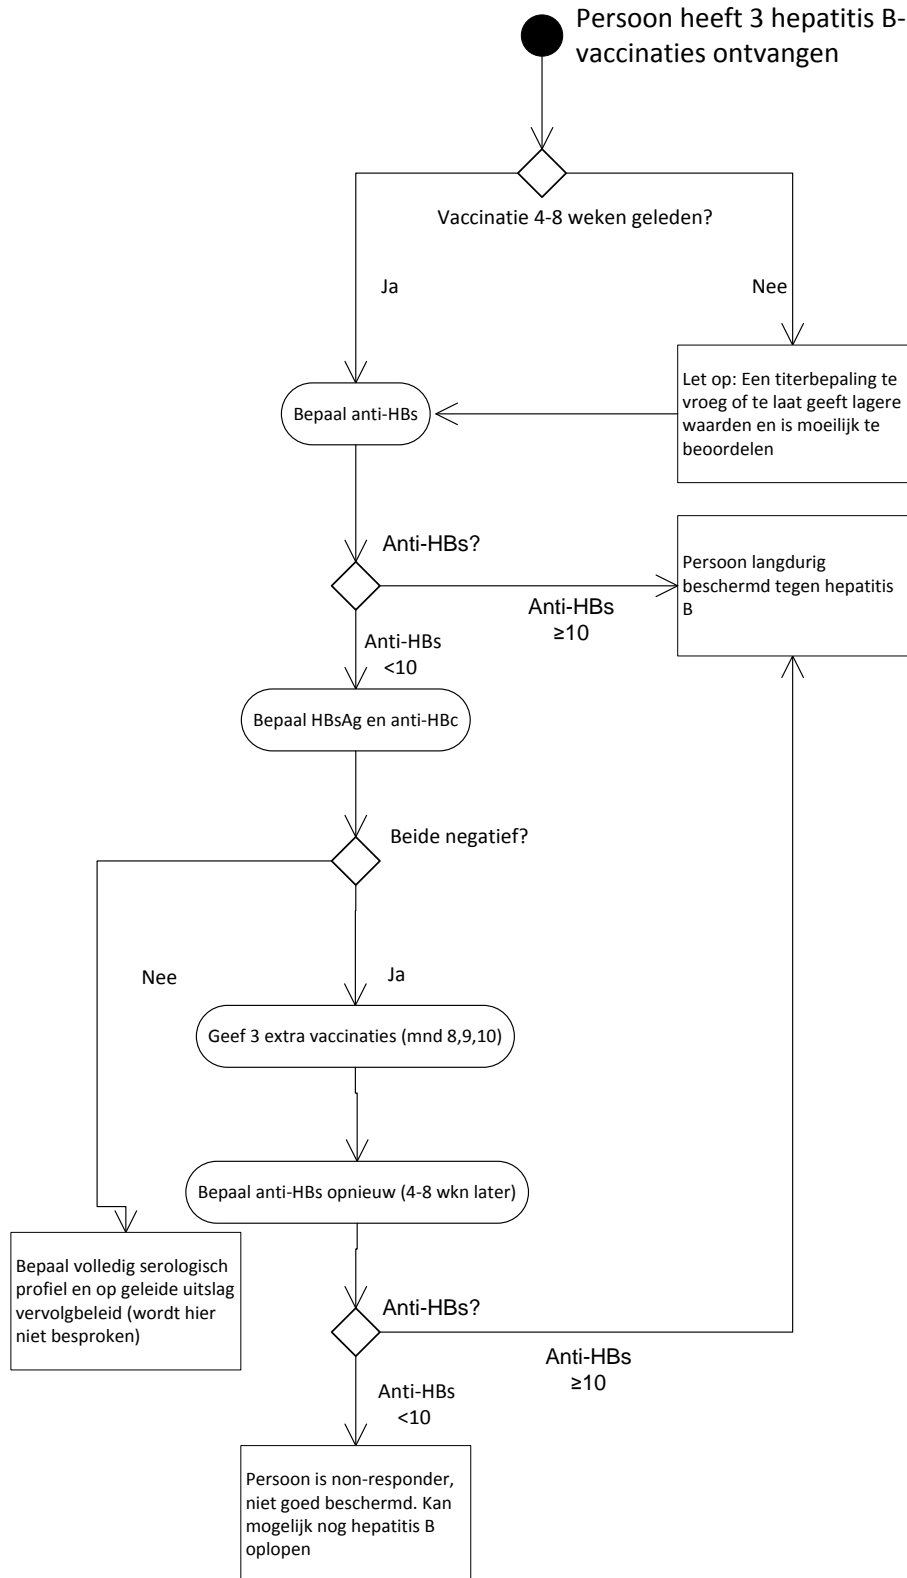 Persoon heeft 3 hepatitis B-
vaccinaties ontvangen
Vaccinatie 4-8 weken geleden?
Ja
Nee
Let op: Een titerbepaling te
vroeg of te laat geeft lagere
waarden en is moeilijk te
beoordelen
Bepaal anti-HBs
Anti-HBs?
Persoon langdurig
beschermd tegen hepatitis
B
Anti-HBs
≥10
Anti-HBs
<10
Bepaal HBsAg en anti-HBc
Beide negatief?
Nee
Ja
Geef 3 extra vaccinaties (mnd 8,9,10)
Bepaal anti-HBs opnieuw (4-8 wkn later)
Bepaal volledig serologisch
profiel en op geleide uitslag
vervolgbeleid (wordt hier
niet besproken)
Anti-HBs?
Anti-HBs
≥10
Anti-HBs
<10
Persoon is non-responder,
niet goed beschermd. Kan
mogelijk nog hepatitis B
oplopen